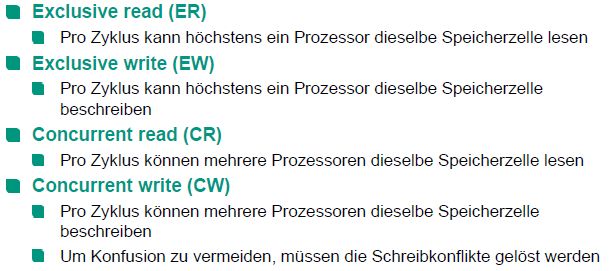 Exclusive read (ER)
Pro Zyklus kann höchstens ein Prozessor dieselbe Speicherzelle lesen
Exclusive write (EW)
Pro Zyklus kann höchstens ein Prozessor dieselbe Speicherzelle
beschreiben
Concurrent read (CR)
Pro Zyklus können mehrere Prozessoren dieselbe Speicherzelle lesen
Concurrent write (CW)
Pro Zyklus können mehrere Prozessoren dieselbe Speicherzelle
beschreiben
Um Konfusion zu vermeiden, müssen die Schreibkonflikte gelöst werden